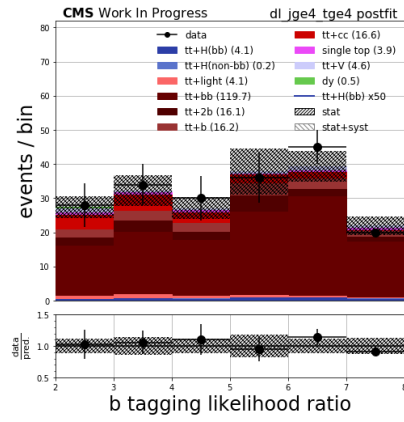 CMS Work In Progress dl_jge4_tge4 postfit
data
tt+H(bb) (4.1)
tt+H(non-bb) (0.2)
tt+light (4.1)
tt+bb (119.7)
tt+2b (16.1)
tt+b (16.2)
tt+cc (16.6)
single top (3.9)
tt+V (4.6)
dy (0.5)
tt+H(bb) x50
stat
stat+syst
events / bin
80
70
60
50
40
30
20
10
0
data
pred.
1.5
1.0
0.5
2 3 4 5 6 7 8
b tagging likelihood ratio